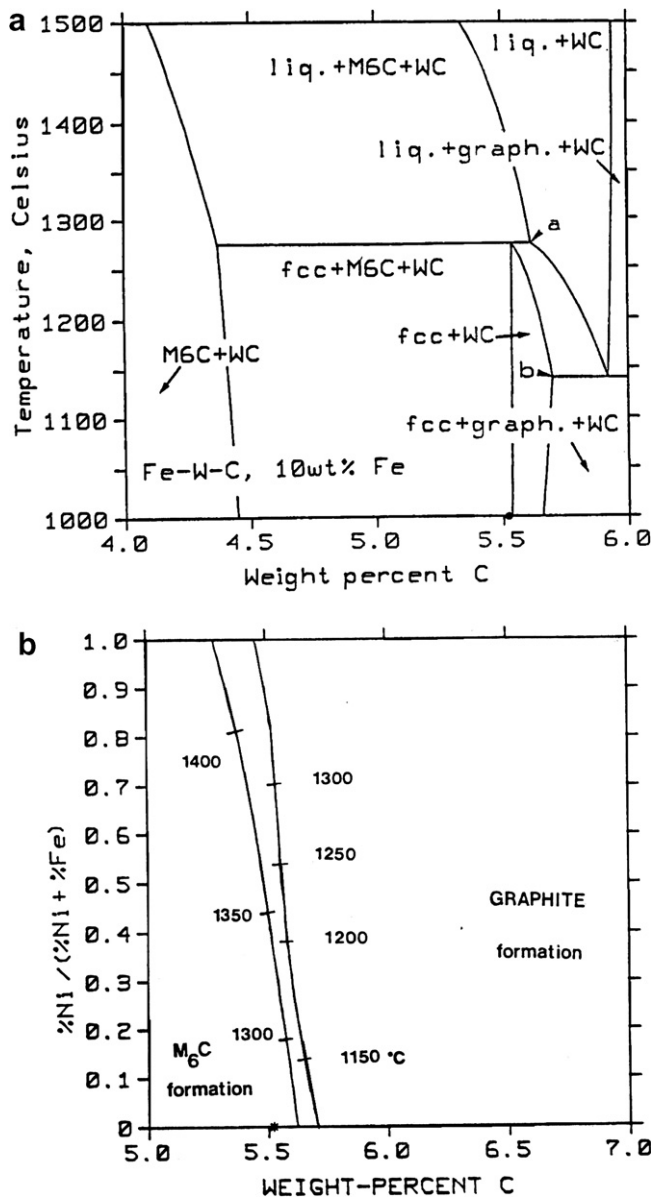 a
1500
1400
1300
1200
1100
1000
Temperature, Celsius
liq.+M6C+WC
liq.+WC
liq.+graph.+WC
a
fcc+M6C+WC
fcc+WC
M6C+WC
b
fcc+graph.+WC
Fe-W-C, 10wt% Fe
4.0 4.5 5.0 5.5 6.0
Weight percent C
b
1.0
0.9
0.8
0.7
0.6
0.5
0.4
0.3
0.2
0.1
0
%Ni/(%Ni+%Fe)
1400
1300
1250
1350
1200
GRAPHITE
formation
1300
M6C
formation
1150 °C
5.0 5.5 6.0 6.5 7.0
WEIGHT-PERCENT C